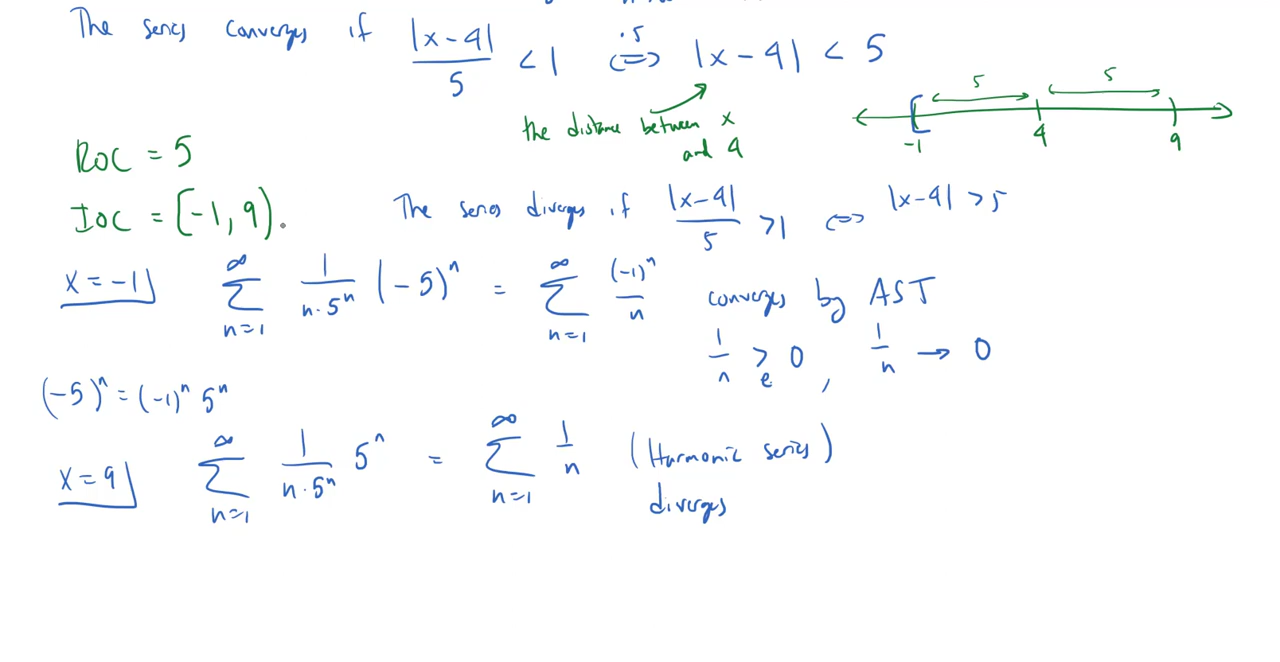 The series converges if |x-4|/5 < 1 ⟺ ·5 |x-4| < 5
the distance between x and 4
5 5
-1 4 9
ROC = 5
IOC = [-1, 9).
The series diverges if |x-4|/5 > 1 ⟺ |x-4| > 5
x = -1 ∑_{n=1}^{∞} 1/(n·5^n) (-5)^n = ∑_{n=1}^{∞} (-1)^n/n converges by AST
1/n ≥ 0, 1/n → 0
(-5)^n = (-1)^n 5^n
x = 9 ∑_{n=1}^{∞} 1/(n·5^n) 5^n = ∑_{n=1}^{∞} 1/n (Harmonic series)
diverges